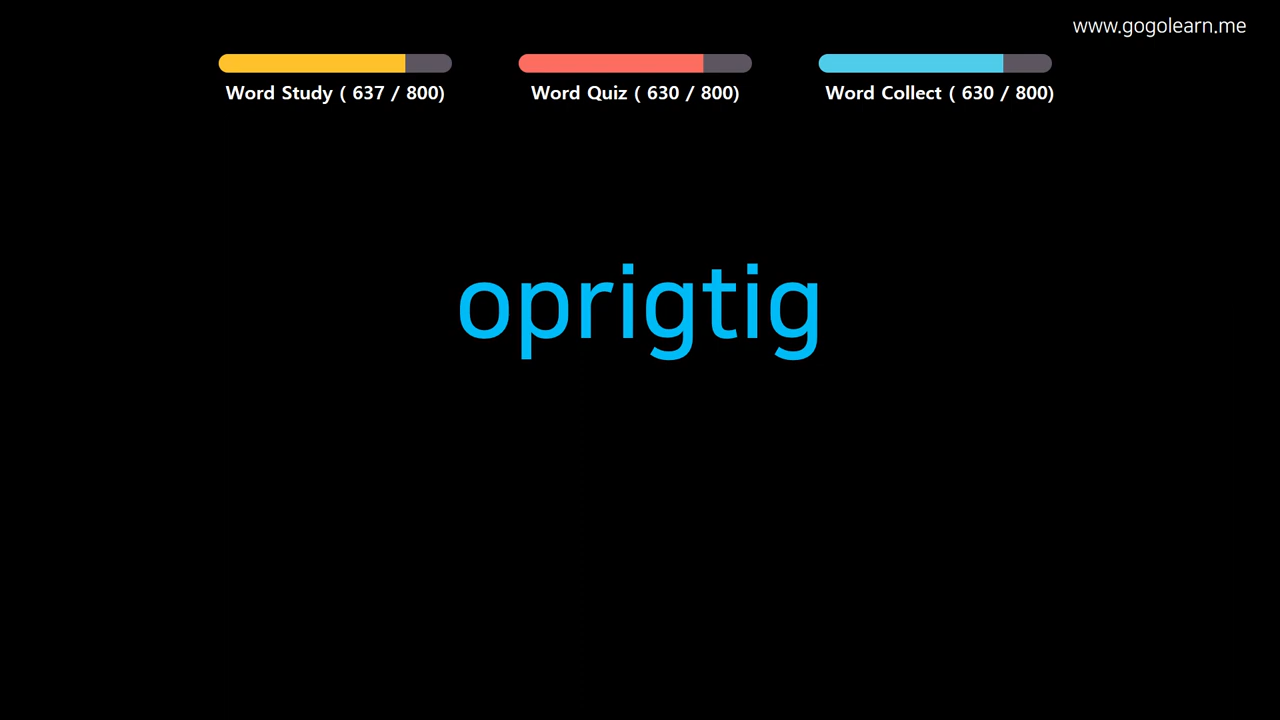 www.gogolearn.me
Word Study ( 637 / 800)
Word Quiz ( 630 / 800)
Word Collect ( 630 / 800)
oprigtig